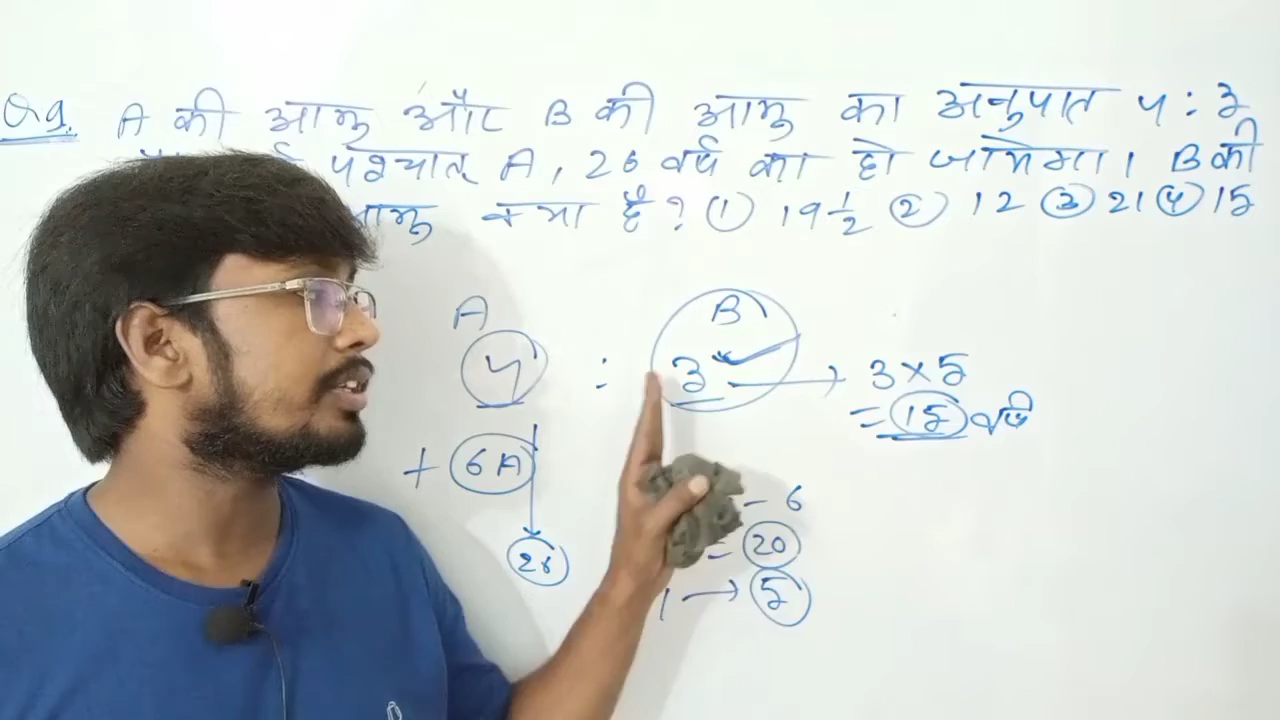 Q9. A की आयु और B की आयु का अनुपात 4 : 3
पश्चात् A, 26 वर्ष का हो जायेगा। B की
आयु क्या है? ① 19 1/2 ② 12 ③ 21 ④ 15
A B
4 : 3 → 3 × 5
= 15 वर्ष
+ 6A
- 6
= 20
26
1 → 5